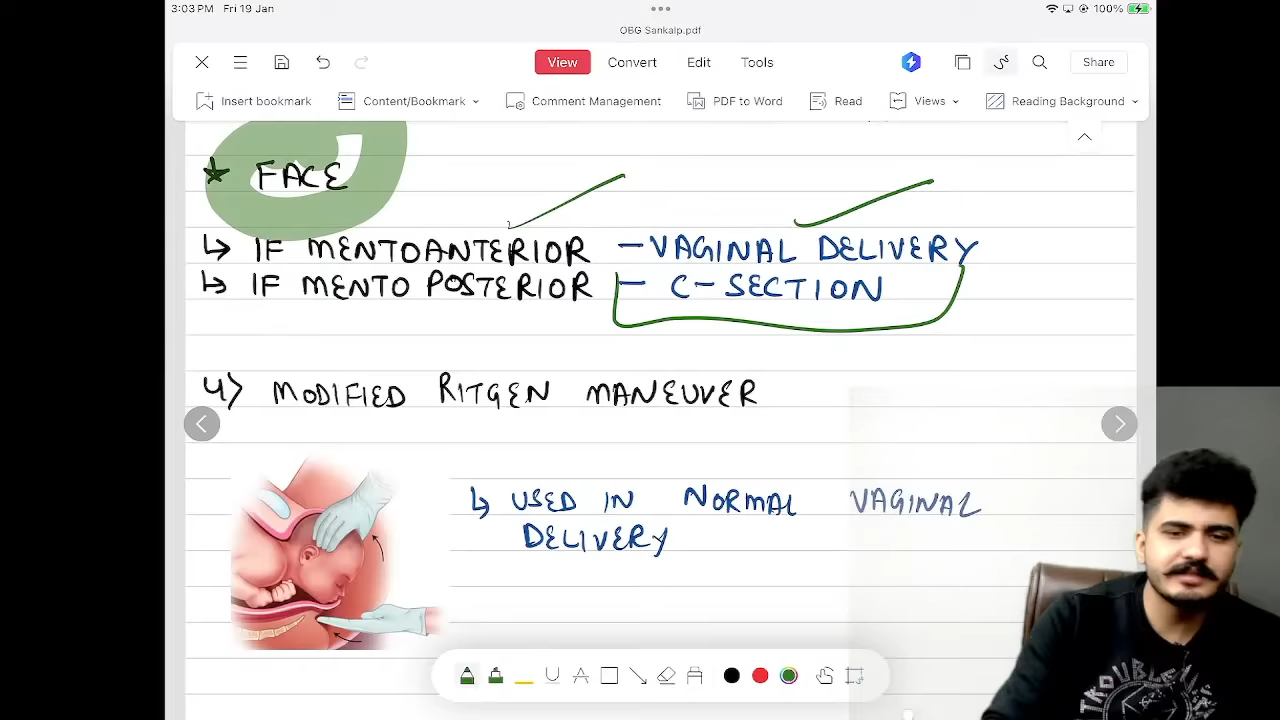 3:03 PM Fri 19 Jan
100%
OBG Sankalp.pdf
View Convert Edit Tools Share
Insert bookmark Content/Bookmark Comment Management PDF to Word Read Views Reading Background
★ FACE
↳ IF MENTOANTERIOR – VAGINAL DELIVERY
↳ IF MENTO POSTERIOR – C-SECTION
4) MODIFIED RITGEN MANEUVER
↳ USED IN NORMAL VAGINAL
DELIVERY